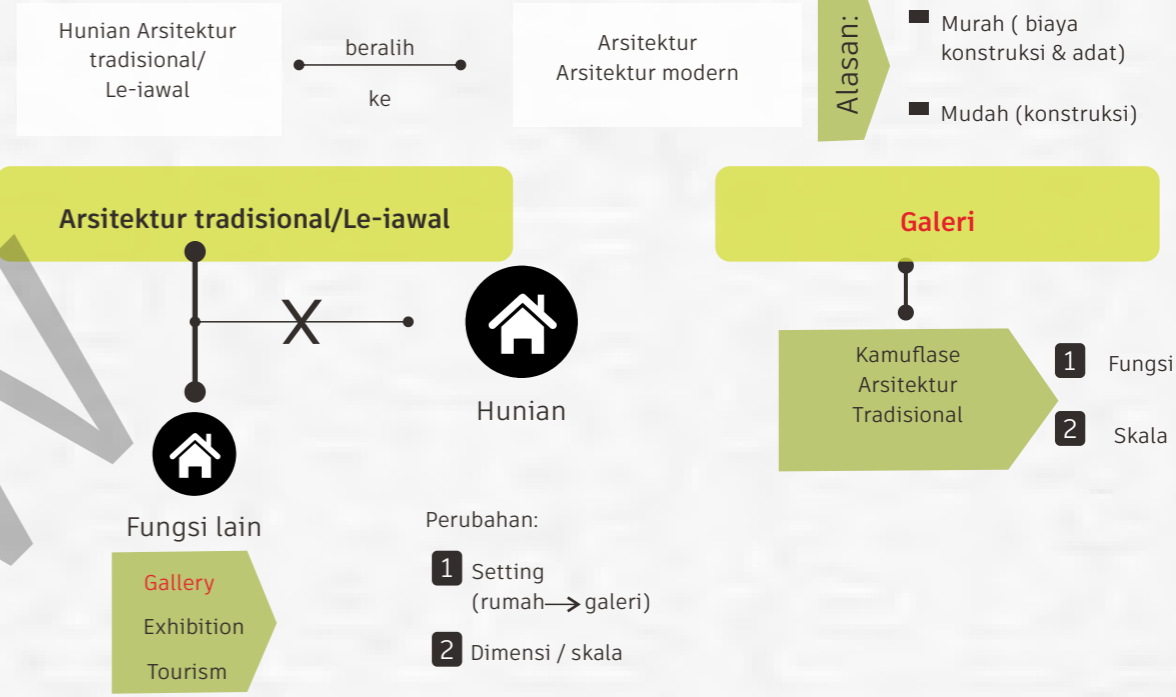 Hunian Arsitektur
tradisional/
Le-iawal
beralih
ke
Arsitektur
Arsitektur modern
Alasan:
Murah ( biaya
konstruksi & adat)
Mudah (konstruksi)
Arsitektur tradisional/Le-iawal
X
Hunian
Fungsi lain
Gallery
Exhibition
Tourism
Perubahan:
1 Setting
(rumah→galeri)
2 Dimensi / skala
Galeri
Kamuflase
Arsitektur
Tradisional
1 Fungsi
2 Skala